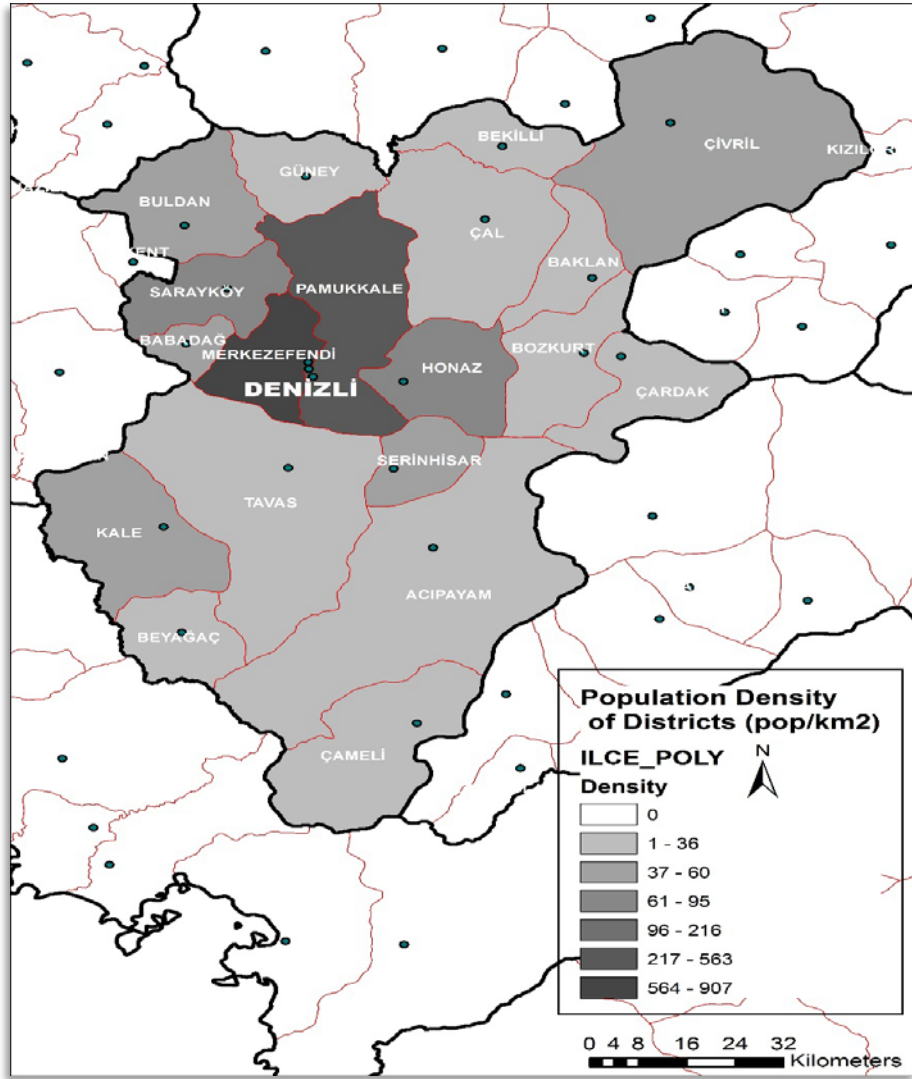 BEKİLLİ
ÇİVRİL
GÜNEY
BULDAN
ÇAL
KENT
BAKLAN
SARAYKÖY
PAMUKKALE
BABADAĞ
MERKEZEFENDİ
BOZKURT
HONAZ
DENİZLİ
ÇARDAK
SERİNHİSAR
TAVAS
KALE
ACIPAYAM
BEYAĞAÇ
ÇAMELİ
Population Density
of Districts (pop/km2)
N
ILCE_POLY
Density
0
1 - 36
37 - 60
61 - 95
96 - 216
217 - 563
564 - 907
0 4 8 16 24 32
Kilometers